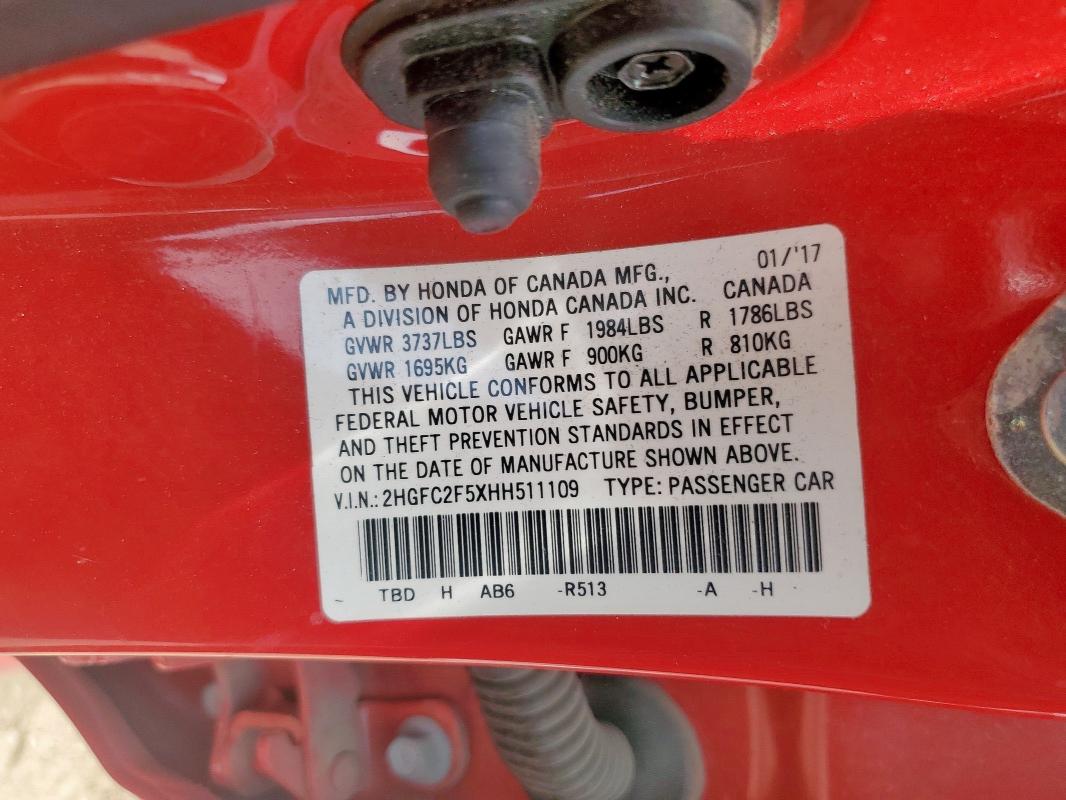 01/'17
MFD. BY HONDA OF CANADA MFG.,
A DIVISION OF HONDA CANADA INC. CANADA
GVWR 3737LBS GAWR F 1984LBS R 1786LBS
GVWR 1695KG GAWR F 900KG R 810KG
THIS VEHICLE CONFORMS TO ALL APPLICABLE
FEDERAL MOTOR VEHICLE SAFETY, BUMPER,
AND THEFT PREVENTION STANDARDS IN EFFECT
ON THE DATE OF MANUFACTURE SHOWN ABOVE.
V.I.N.: 2HGFC2F5XHH511109 TYPE: PASSENGER CAR
TBD H AB6 -R513 -A -H